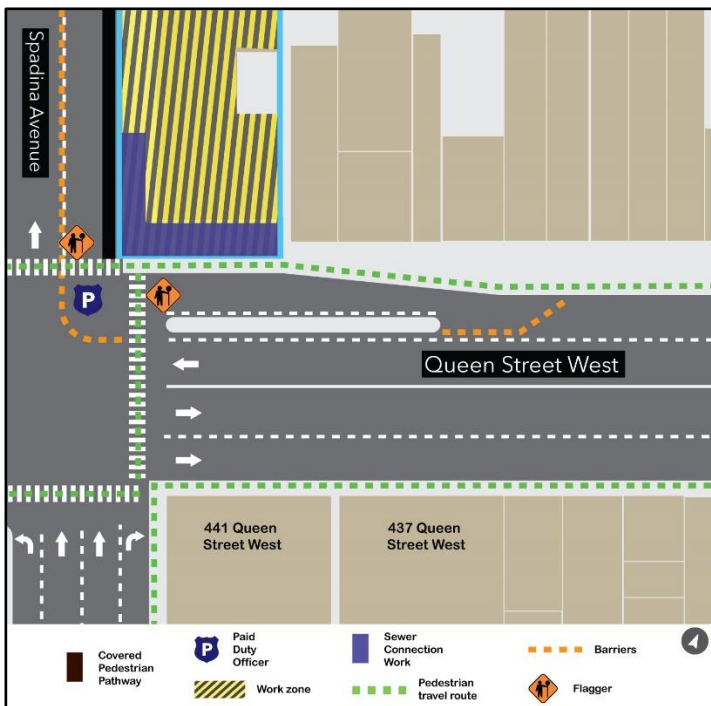 Spadina Avenue
P
Queen Street West
441 Queen
Street West
437 Queen
Street West
Covered
Pedestrian
Pathway
P
Paid
Duty
Officer
Sewer
Connection
Work
Barriers
Work zone
Pedestrian
travel route
Flagger